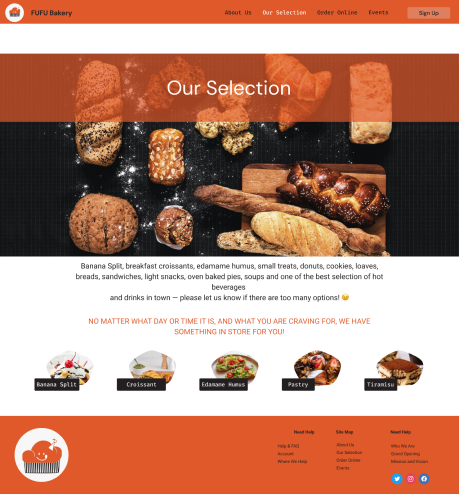 FUFU Bakery
About Us
Our Selection
Order Online
Events
Sign Up
Our Selection
Banana Split, breakfast croissants, edamame humus, small treats, donuts, cookies, loaves,
breads, sandwiches, light snacks, oven baked pies, soups and one of the best selection of hot
beverages
and drinks in town — please let us know if there are too many options! 😉
NO MATTER WHAT DAY OR TIME IT IS, AND WHAT YOU ARE CRAVING FOR, WE HAVE
SOMETHING IN STORE FOR YOU!
Banana Split
Croissant
Edamame Humus
Pastry
Tiramisu
Need Help
Help & FAQ
Account
Where We Help
Site Map
About Us
Our Selection
Order Online
Events
Need Help
Who We Are
Grand Opening
Mission and Vision